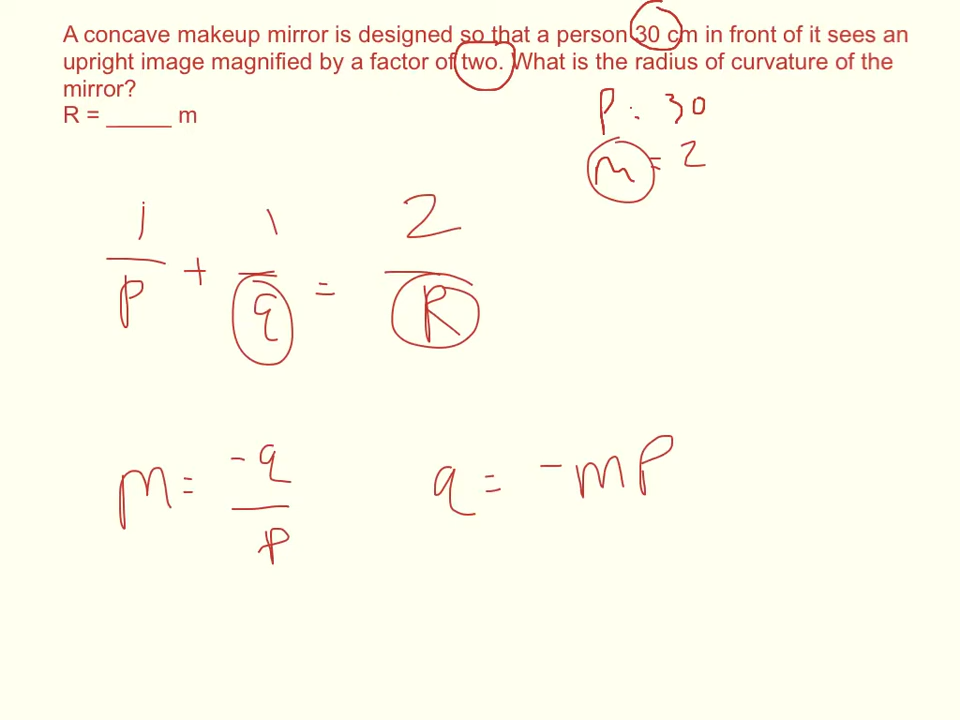 A concave makeup mirror is designed so that a person 30 cm in front of it sees an
upright image magnified by a factor of two. What is the radius of curvature of the
mirror?
R = _____ m
P : 30
m = 2
1/p + 1/q = 2/R
m = -q/p
q = -mp